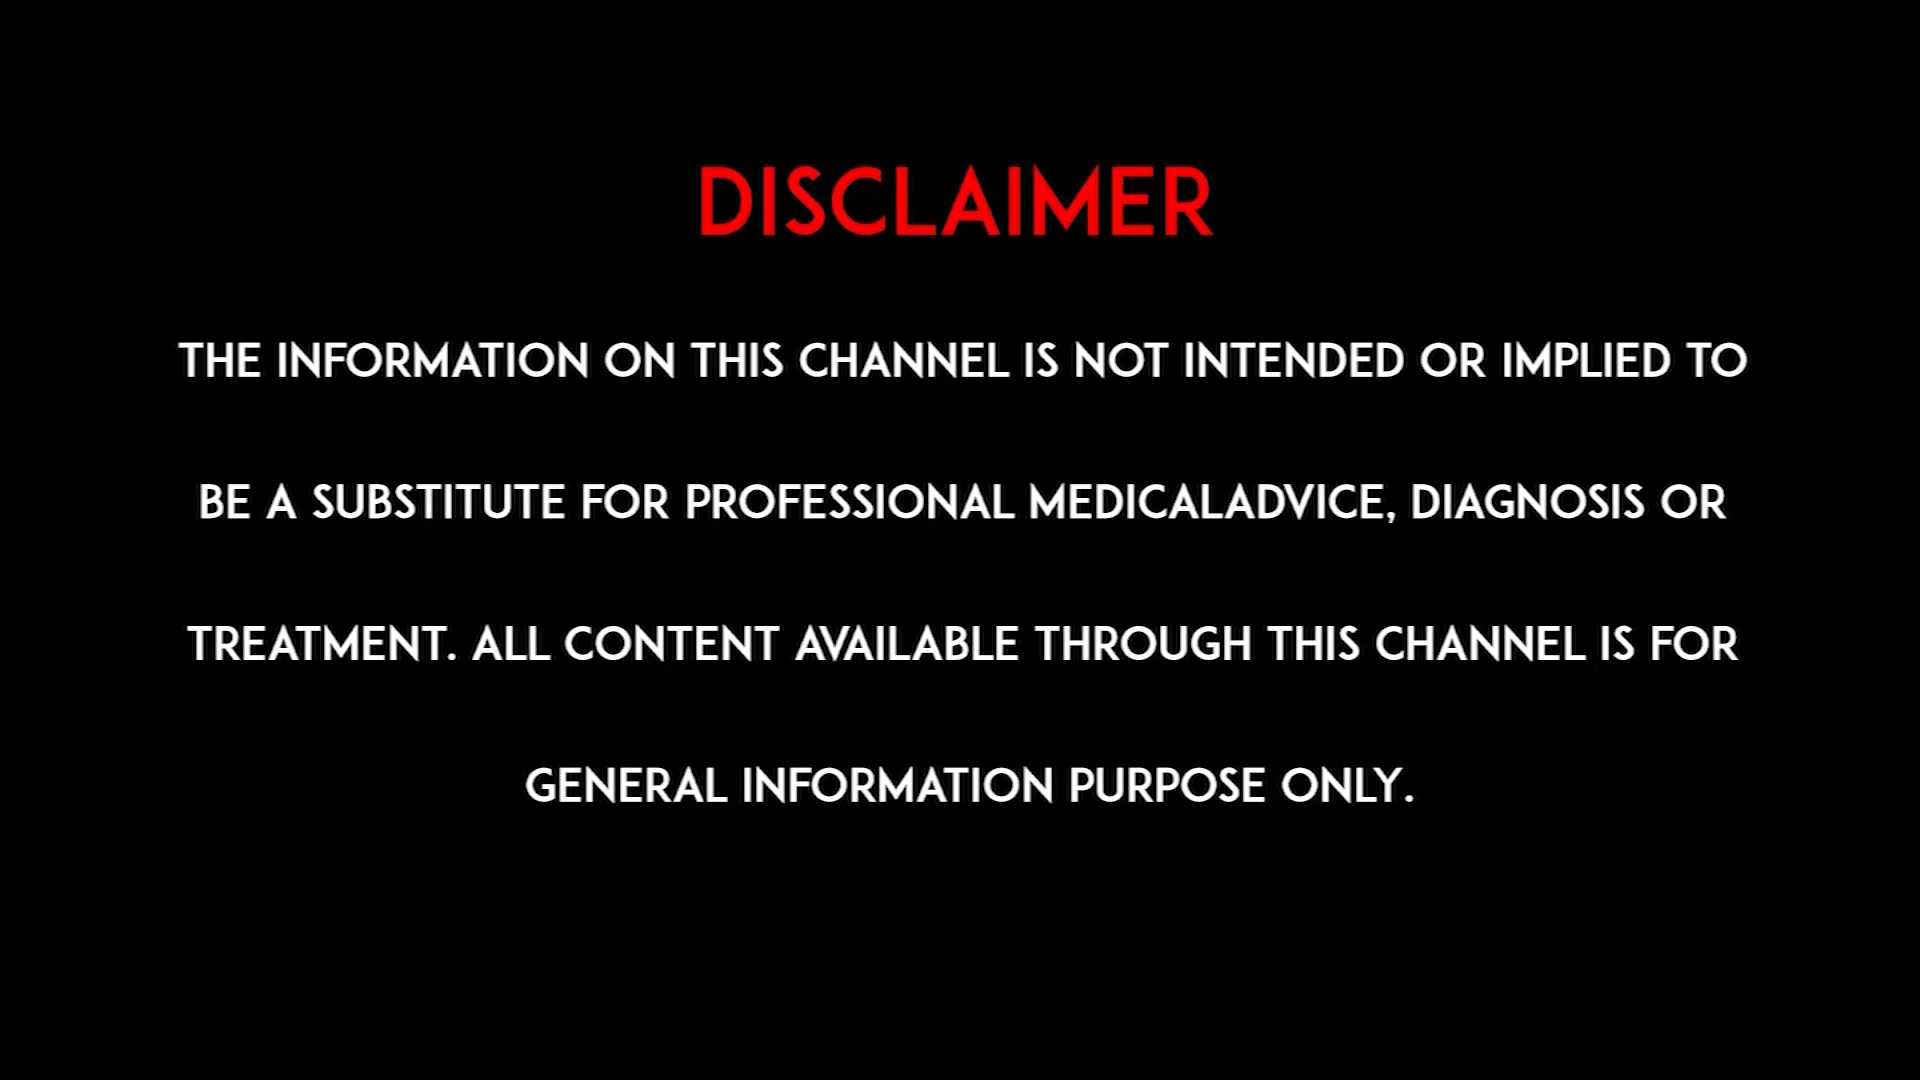 DISCLAIMER
THE INFORMATION ON THIS CHANNEL IS NOT INTENDED OR IMPLIED TO
BE A SUBSTITUTE FOR PROFESSIONAL MEDICALADVICE, DIAGNOSIS OR
TREATMENT. ALL CONTENT AVAILABLE THROUGH THIS CHANNEL IS FOR
GENERAL INFORMATION PURPOSE ONLY.